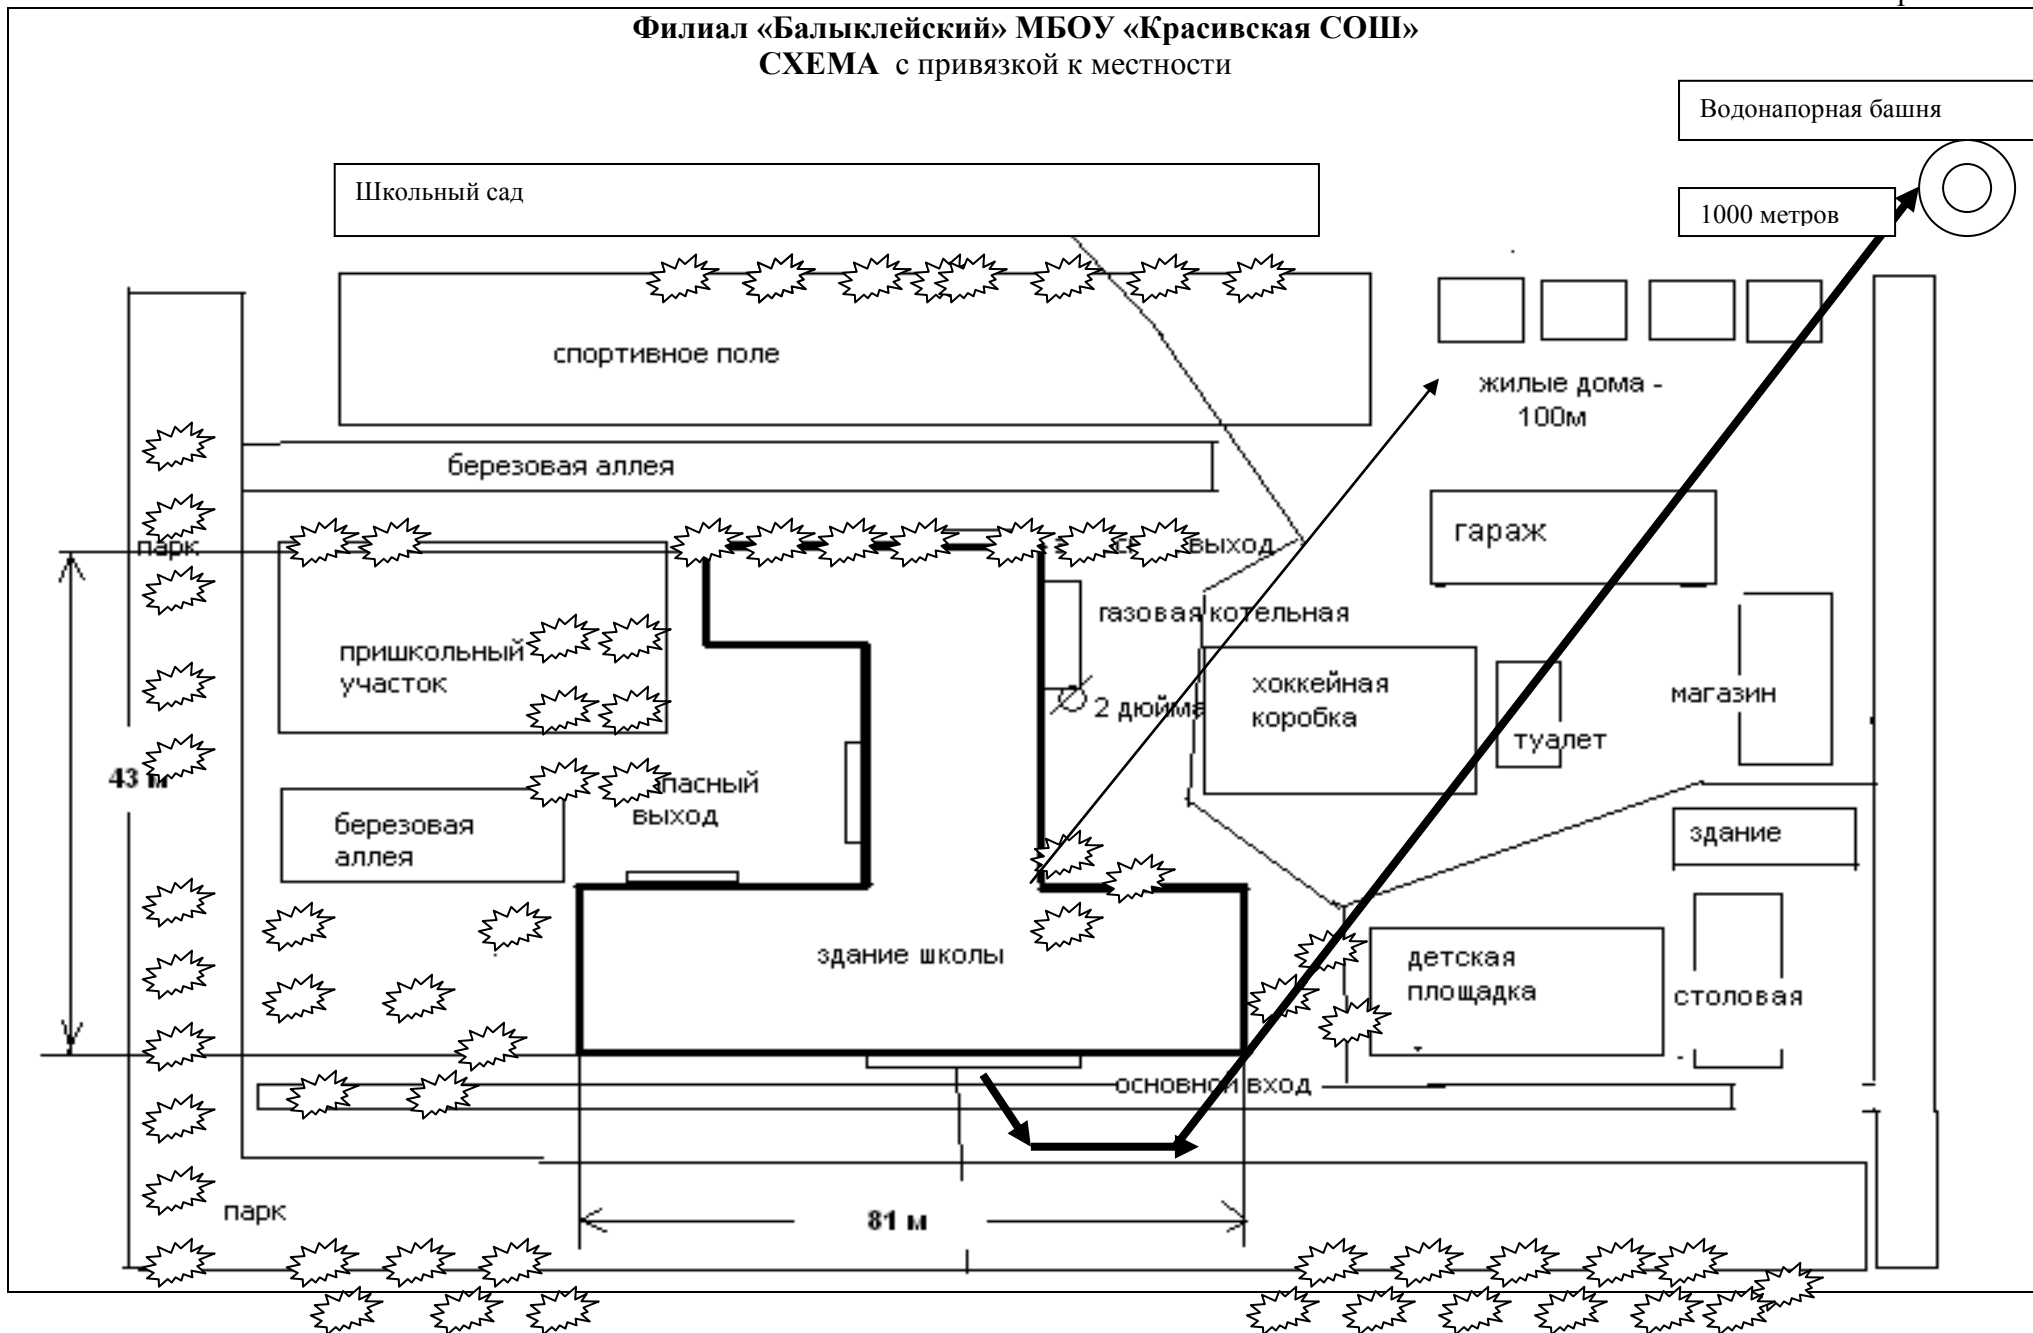 Филиал «Балыклейский» МБОУ «Красивская СОШ»
СХЕМА с привязкой к местности
Водонапорная башня
Школьный сад
1000 метров
спортивное поле
жилые дома -
100м
березовая аллея
гараж
парк
выход
газовая котельная
пришкольный
участок
хоккейная
коробка
2 дюйма
магазин
туалет
43 м
пасный
выход
березовая
аллея
здание
здание школы
детская
площадка
столовая
основной вход
парк
81 м